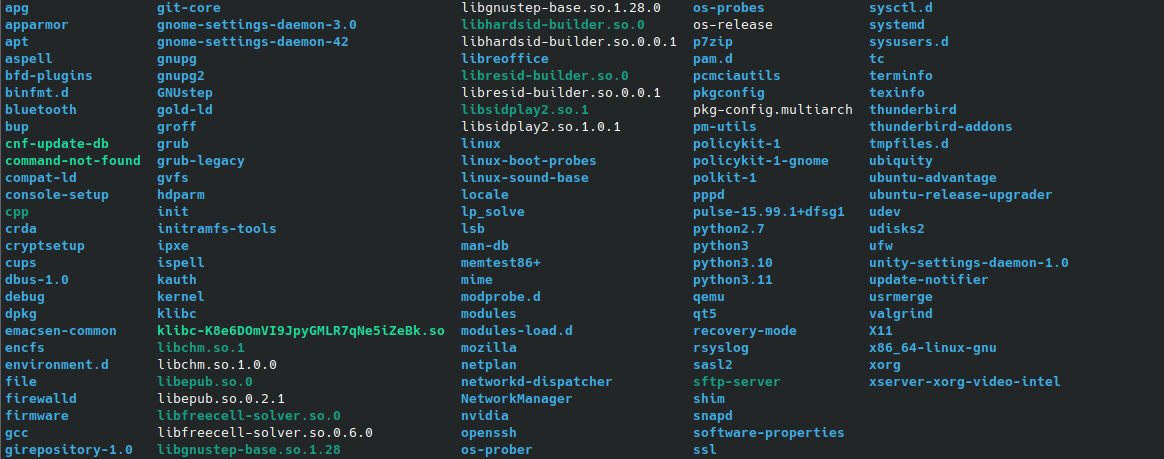 apg git-core libgnustep-base.so.1.28.0 os-probes sysctl.d
apparmor gnome-settings-daemon-3.0 libhardsid-builder.so.0 os-release systemd
apt gnome-settings-daemon-42 libhardsid-builder.so.0.0.1 p7zip sysusers.d
aspell gnupg libreoffice pam.d tc
bfd-plugins gnupg2 libresid-builder.so.0 pcmciautils terminfo
binfmt.d GNUstep libresid-builder.so.0.0.1 pkgconfig texinfo
bluetooth gold-ld libsidplay2.so.1 pkg-config.multiarch thunderbird
bup groff libsidplay2.so.1.0.1 pm-utils thunderbird-addons
cnf-update-db grub linux policykit-1 tmpfiles.d
command-not-found grub-legacy linux-boot-probes policykit-1-gnome ubiquity
compat-ld gvfs linux-sound-base polkit-1 ubuntu-advantage
console-setup hdparm locale pppd ubuntu-release-upgrader
cpp init lp_solve pulse-15.99.1+dfsg1 udev
crda initramfs-tools lsb python2.7 udisks2
cryptsetup ipxe man-db python3 ufw
cups ispell memtest86+ python3.10 unity-settings-daemon-1.0
dbus-1.0 kauth mime python3.11 update-notifier
debug kernel modprobe.d qemu usrmerge
dpkg klibc modules qt5 valgrind
emacsen-common klibc-K8e6DOmVI9JpyGMLR7qNe5iZeBk.so modules-load.d recovery-mode X11
encfs libchm.so.1 mozilla rsyslog x86_64-linux-gnu
environment.d libchm.so.1.0.0 netplan sasl2 xorg
file libepub.so.0 networkd-dispatcher sftp-server xserver-xorg-video-intel
firewalld libepub.so.0.2.1 NetworkManager shim
firmware libfreecell-solver.so.0 nvidia snapd
gcc libfreecell-solver.so.0.6.0 openssh software-properties
girepository-1.0 libgnustep-base.so.1.28 os-prober ssl